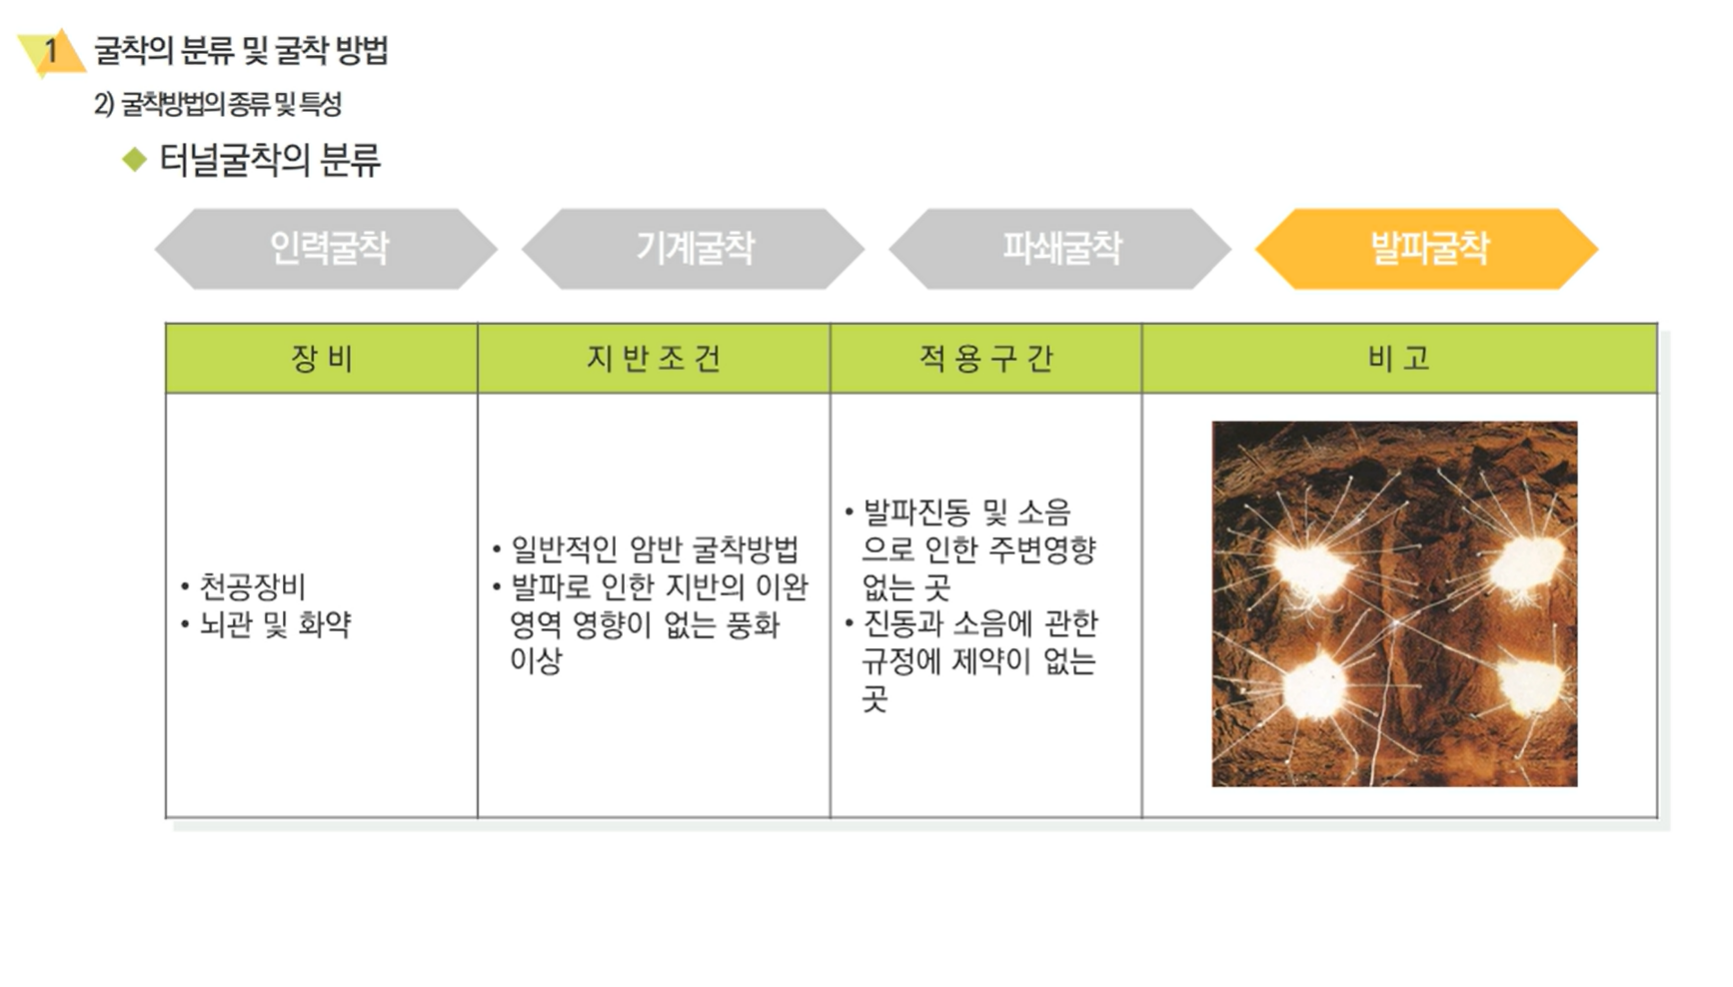 1 굴착의 분류 및 굴착 방법
2) 굴착방법의 종류 및 특성
◆ 터널굴착의 분류
인력굴착 기계굴착 파쇄굴착 발파굴착
장 비 지 반 조 건 적 용 구 간 비 고
• 천공장비
• 뇌관 및 화약
• 일반적인 암반 굴착방법
• 발파로 인한 지반의 이완
영역 영향이 없는 풍화
이상
• 발파진동 및 소음
으로 인한 주변영향
없는 곳
• 진동과 소음에 관한
규정에 제약이 없는
곳